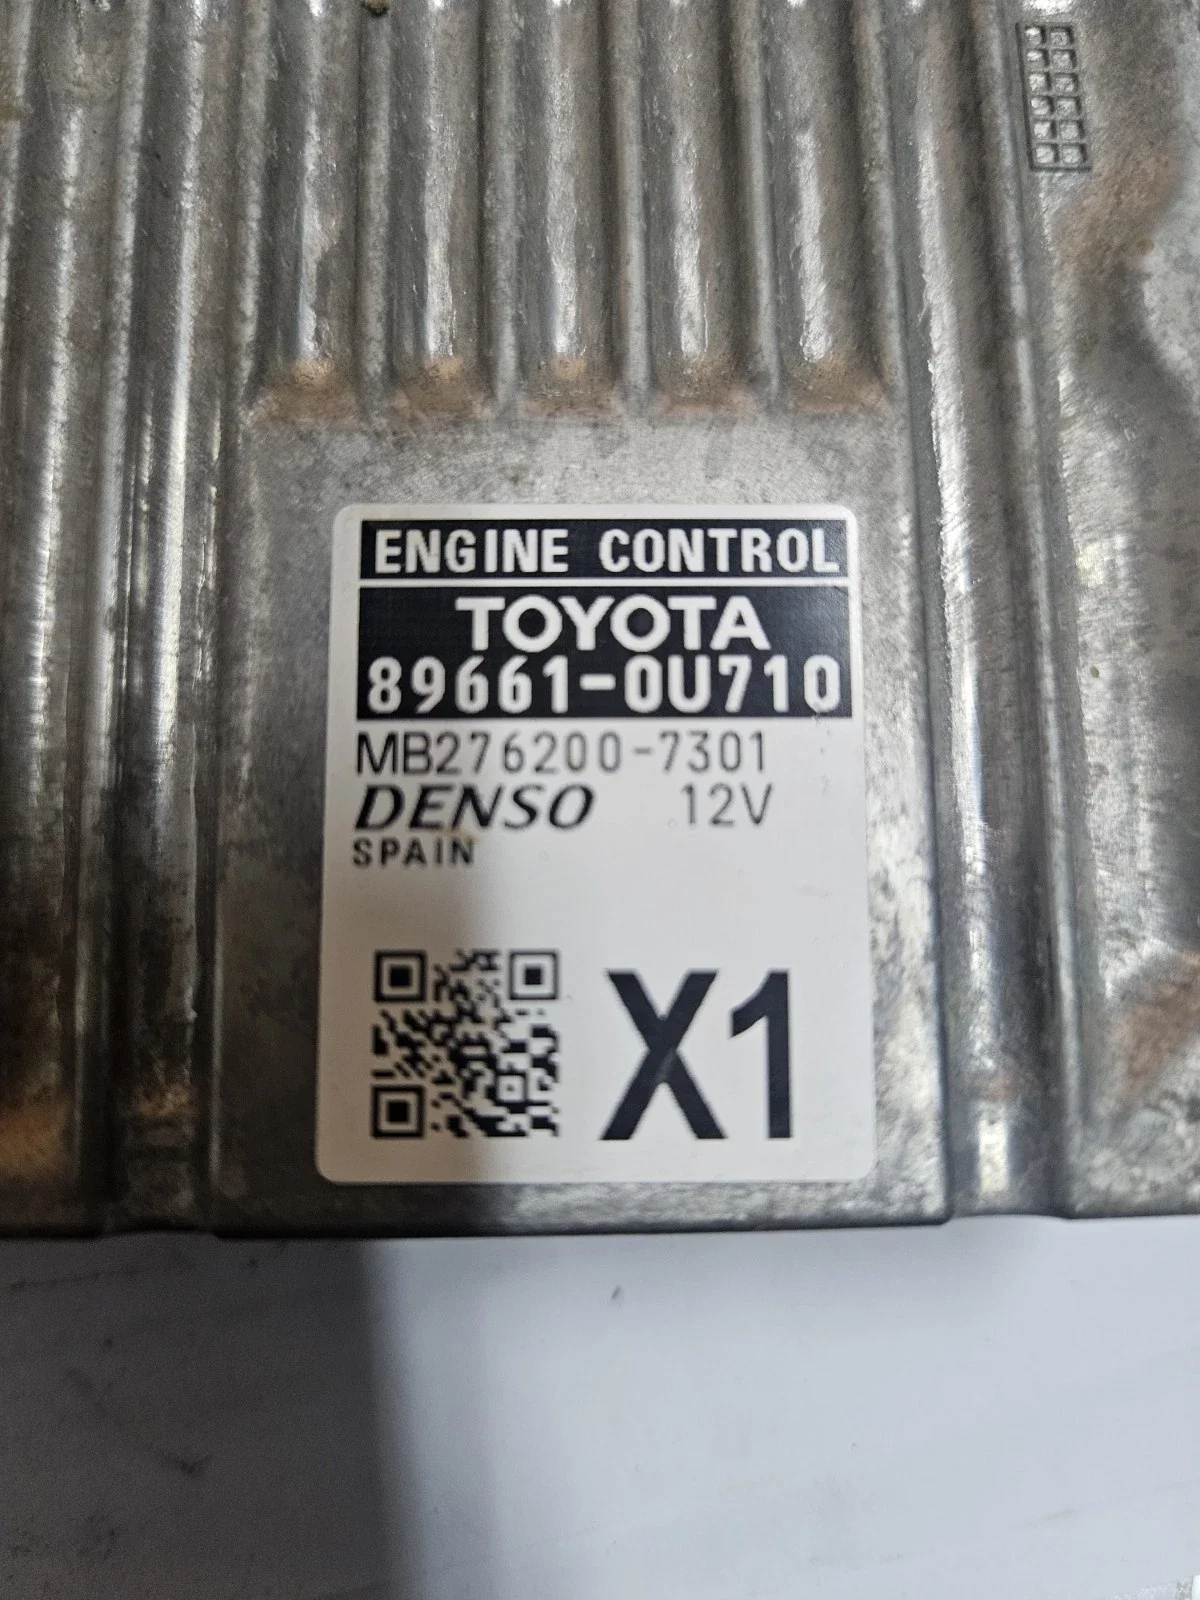 ENGINE CONTROL
TOYOTA
89661-0U710
MB276200-7301
DENSO 12V
SPAIN
X1